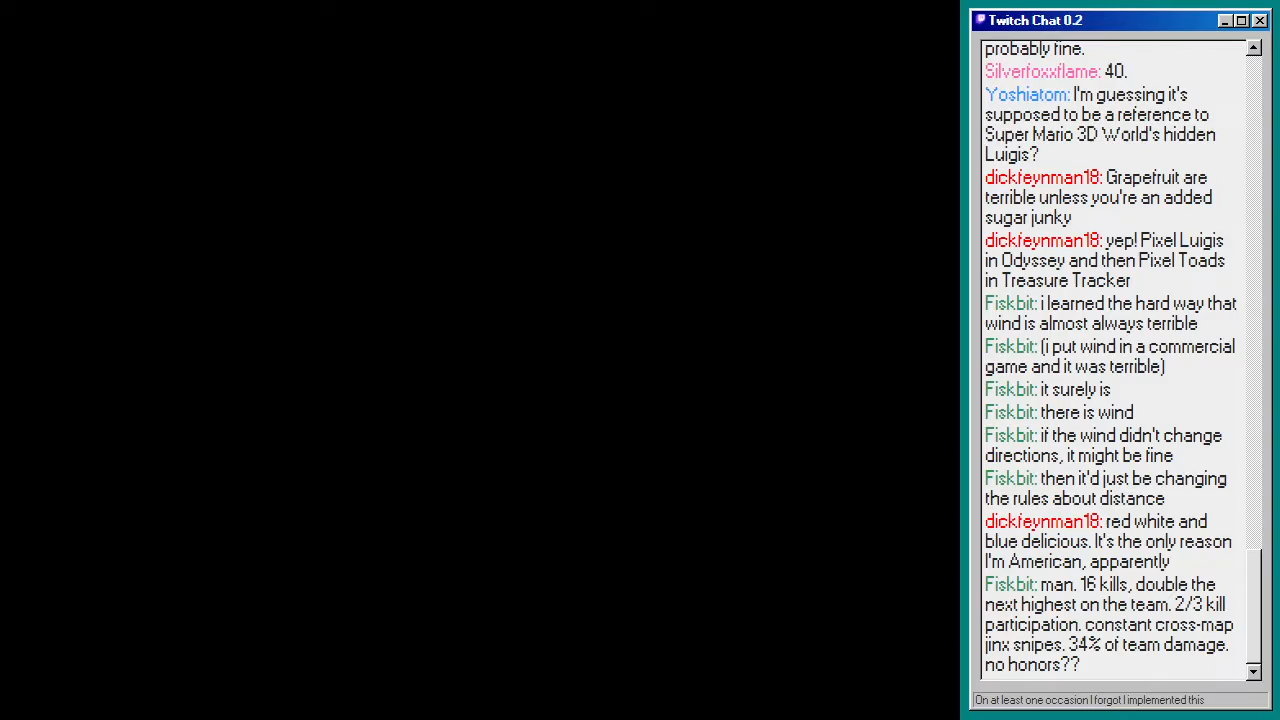 Twitch Chat 0.2
probably fine.
Silverfoxxflame: 40.
Yoshiatom: I'm guessing it's
supposed to be a reference to
Super Mario 3D World's hidden
Luigis?
dickfeynman18: Grapefruit are
terrible unless you're an added
sugar junky
dickfeynman18: yep! Pixel Luigis
in Odyssey and then Pixel Toads
in Treasure Tracker
Fiskbit: i learned the hard way that
wind is almost always terrible
Fiskbit: (i put wind in a commercial
game and it was terrible)
Fiskbit: it surely is
Fiskbit: there is wind
Fiskbit: if the wind didn't change
directions, it might be fine
Fiskbit: then it'd just be changing
the rules about distance
dickfeynman18: red white and
blue delicious. It's the only reason
I'm American, apparently
Fiskbit: man. 16 kills, double the
next highest on the team. 2/3 kill
participation. constant cross-map
jinx snipes. 34% of team damage.
no honors??
On at least one occasion I forgot I implemented this